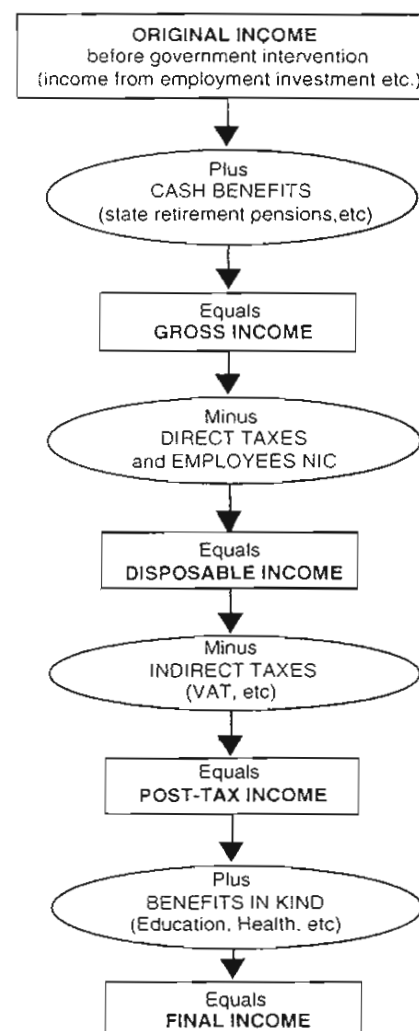 ORIGINAL INCOME
before government intervention
(income from employment investment etc.)
Plus
CASH BENEFITS
(state retirement pensions,etc)
Equals
GROSS INCOME
Minus
DIRECT TAXES
and EMPLOYEES NIC
Equals
DISPOSABLE INCOME
Minus
INDIRECT TAXES
(VAT, etc)
Equals
POST-TAX INCOME
Plus
BENEFITS IN KIND
(Education, Health, etc)
Equals
FINAL INCOME